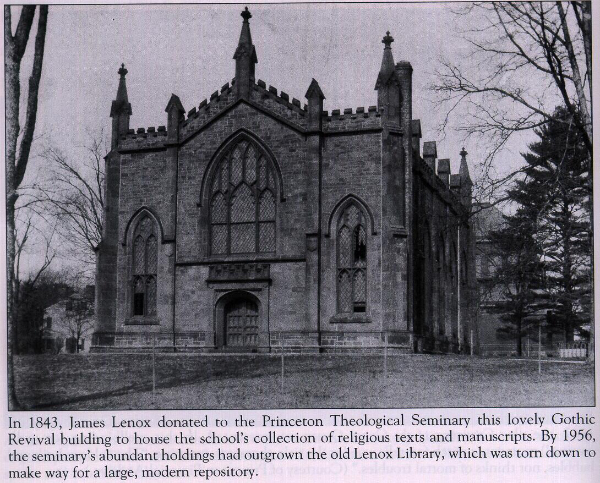 In 1843, James Lenox donated to the Princeton Theological Seminary this lovely Gothic
Revival building to house the school's collection of religious texts and manuscripts. By 1956,
the seminary's abundant holdings had outgrown the old Lenox Library, which was torn down to
make way for a large, modern repository.